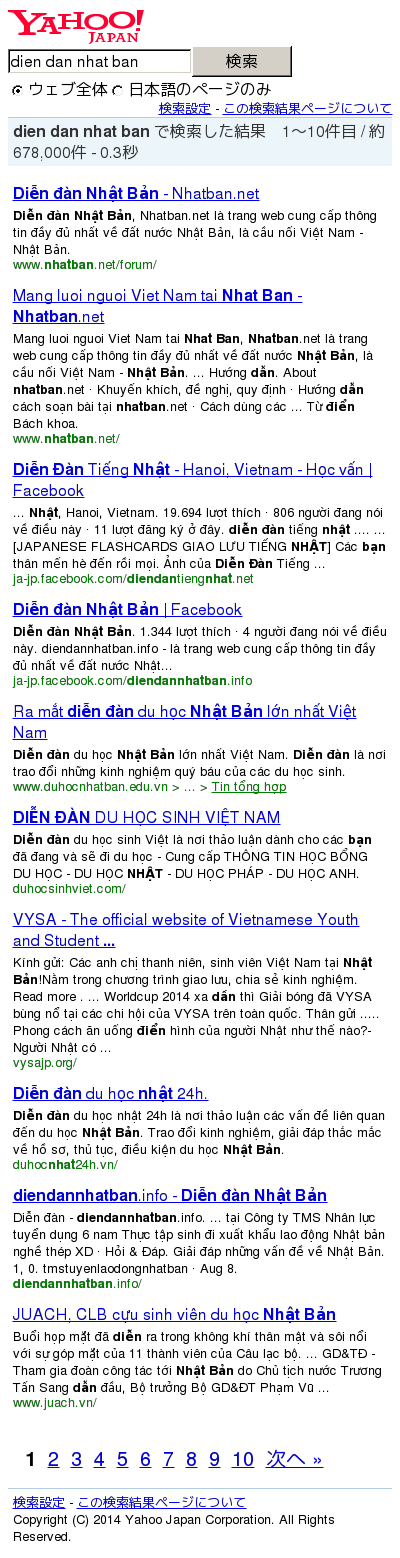 YAHOO!
JAPAN
dien dan nhat ban 検索
ウェブ全体 日本語のページのみ
検索設定 - この検索結果ページについて
dien dan nhat ban で検索した結果　1～10件目 / 約
678,000件 - 0.3秒
Diễn đàn Nhật Bản - Nhatban.net
Diễn đàn Nhật Bản, Nhatban.net là trang web cung cấp thông
tin đầy đủ nhất về đất nước Nhật Bản, là cầu nối Việt Nam -
Nhật Bản.
www.nhatban.net/forum/
Mang luoi nguoi Viet Nam tai Nhat Ban -
Nhatban.net
Mang luoi nguoi Viet Nam tai Nhat Ban, Nhatban.net là trang
web cung cấp thông tin đầy đủ nhất về đất nước Nhật Bản, là
cầu nối Việt Nam - Nhật Bản. ... Hướng dẫn. About
nhatban.net · Khuyến khích, đề nghị, quy định · Hướng dẫn
cách soạn bài tại nhatban.net · Cách dùng các ... Từ điển
Bách khoa.
www.nhatban.net/
Diễn Đàn Tiếng Nhật - Hanoi, Vietnam - Học vấn |
Facebook
... Nhật, Hanoi, Vietnam. 19.694 lượt thích · 806 người đang nói
về điều này · 11 lượt đăng ký ở đây. diễn đàn tiếng nhật .... ...
[JAPANESE FLASHCARDS GIAO LƯU TIẾNG NHẬT] Các bạn
thân mến hè đến rồi mọi. Ảnh của Diễn Đàn Tiếng ...
ja-jp.facebook.com/diendantiengnhat.net
Diễn đàn Nhật Bản | Facebook
Diễn đàn Nhật Bản. 1.344 lượt thích · 4 người đang nói về điều
này. diendannhatban.info - là trang web cung cấp thông tin đầy
đủ nhất về đất nước Nhật...
ja-jp.facebook.com/diendannhatban.info
Ra mắt diễn đàn du học Nhật Bản lớn nhất Việt
Nam
Diễn đàn du học Nhật Bản lớn nhất Việt Nam. Diễn đàn là nơi
trao đổi những kinh nghiệm quý báu của các du học sinh.
www.duhocnhatban.edu.vn > ... > Tin tổng hợp
DIỄN ĐÀN DU HỌC SINH VIỆT NAM
Diễn đàn du học sinh Việt là nơi thảo luận dành cho các bạn
đã đang và sẽ đi du học - Cung cấp THÔNG TIN HỌC BỔNG
DU HỌC - DU HỌC NHẬT - DU HỌC PHÁP - DU HỌC ANH.
duhocsinhviet.com/
VYSA - The official website of Vietnamese Youth
and Student ...
Kính gửi: Các anh chị thanh niên, sinh viên Việt Nam tại Nhật
Bản!Nằm trong chương trình giao lưu, chia sẻ kinh nghiệm.
Read more . ... Worldcup 2014 xa dần thì Giải bóng đã VYSA
bùng nổ tại các chi hội của VYSA trên toàn quốc. Thân gửi .....
Phong cách ăn uống điển hình của người Nhật như thế nào?-
Người Nhật có ...
vysajp.org/
Diễn đàn du học nhật 24h.
Diễn đàn du học nhật 24h là nơi thảo luận các vấn đề liên quan
đến du học Nhật Bản. Trao đổi kinh nghiệm, giải đáp thắc mắc
về hồ sơ, thủ tục, điều kiện du học Nhật Bản.
duhocnhat24h.vn/
diendannhatban.info - Diễn đàn Nhật Bản
Diễn đàn - diendannhatban.info. ... tại Công ty TMS Nhân lực
tuyển dụng 6 nam Thực tập sinh đi xuất khẩu lao động Nhật bản
nghề thép XD · Hỏi & Đáp. Giải đáp những vấn đề về Nhật Bản.
1, 0. tmstuyenlaodongnhatban · Aug 8.
diendannhatban.info/
JUACH, CLB cựu sinh viên du học Nhật Bản
Buổi họp mặt đã diễn ra trong không khí thân mật và sôi nổi
với sự góp mặt của 11 thành viên của Câu lạc bộ. ... GD&TĐ -
Tham gia đoàn công tác tới Nhật Bản do Chủ tịch nước Trương
Tấn Sang dẫn đầu, Bộ trưởng Bộ GD&ĐT Phạm Vũ ...
www.juach.vn/
1 2 3 4 5 6 7 8 9 10 次へ »
検索設定 - この検索結果ページについて
Copyright (C) 2014 Yahoo Japan Corporation. All Rights
Reserved.